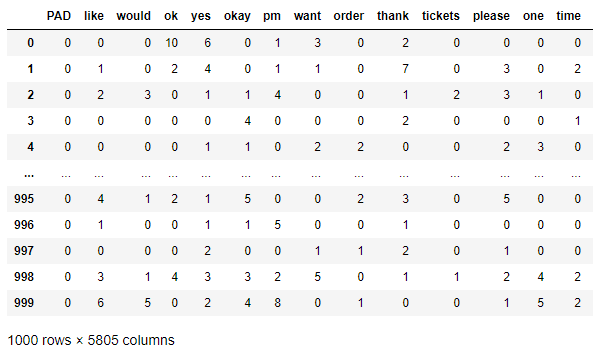 PAD like would ok yes okay pm want order thank tickets please one time
0 0 0 0 10 6 0 1 3 0 2 0 0 0 0
1 0 1 0 2 4 0 1 1 0 7 0 3 0 2
2 0 2 3 0 1 1 4 0 0 1 2 3 1 0
3 0 0 0 0 0 4 0 0 0 2 0 0 0 1
4 0 0 0 0 1 1 0 2 2 0 0 2 3 0
... ... ... ... ... ... ... ... ... ... ... ... ... ... ...
995 0 4 1 2 1 5 0 0 2 3 0 5 0 0
996 0 1 0 0 1 1 5 0 0 1 0 0 0 0
997 0 0 0 0 2 0 0 1 1 2 0 1 0 0
998 0 3 1 4 3 3 2 5 0 1 1 2 4 2
999 0 6 5 0 2 4 8 0 1 0 0 1 5 2
1000 rows × 5805 columns